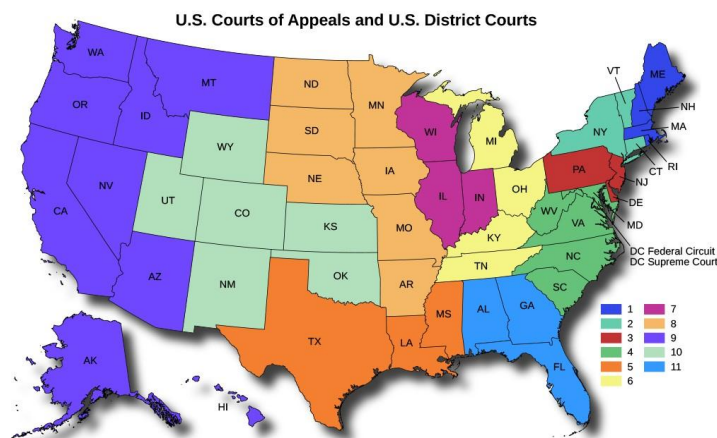 U.S. Courts of Appeals and U.S. District Courts
WA
MT
ND
MN
VT
ME
OR
ID
SD
WI
MI
NY
NH
MA
WY
RI
CT
NE
IA
PA
NJ
NV
UT
CO
IL
IN
OH
DE
CA
KS
MO
WV
VA
MD
KY
DC Federal Circuit
DC Supreme Court
AZ
NM
OK
AR
TN
NC
SC
TX
LA
MS
AL
GA
FL
AK
HI
1
2
3
4
5
6
7
8
9
10
11